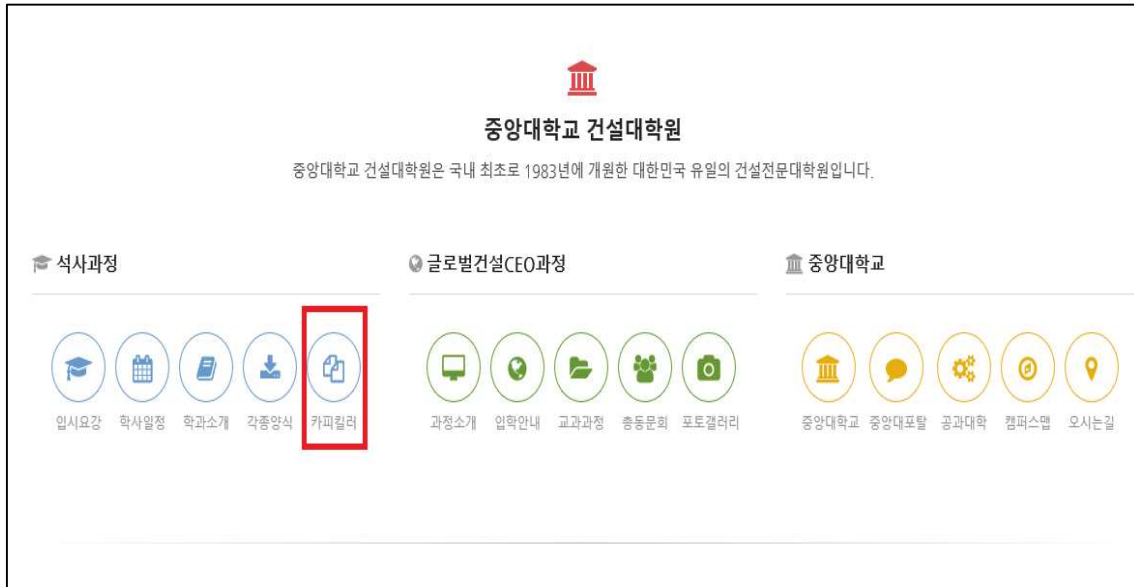 중앙대학교 건설대학원
중앙대학교 건설대학원은 국내 최초로 1983년에 개원한 대한민국 유일의 건설전문대학원입니다.
석사과정
입시요강 학사일정 학과소개 각종양식 카피킬러
글로벌건설CEO과정
과정소개 입학안내 교과과정 총동문회 포토갤러리
중앙대학교
중앙대학교 중앙대포탈 공과대학 캠퍼스맵 오시는길